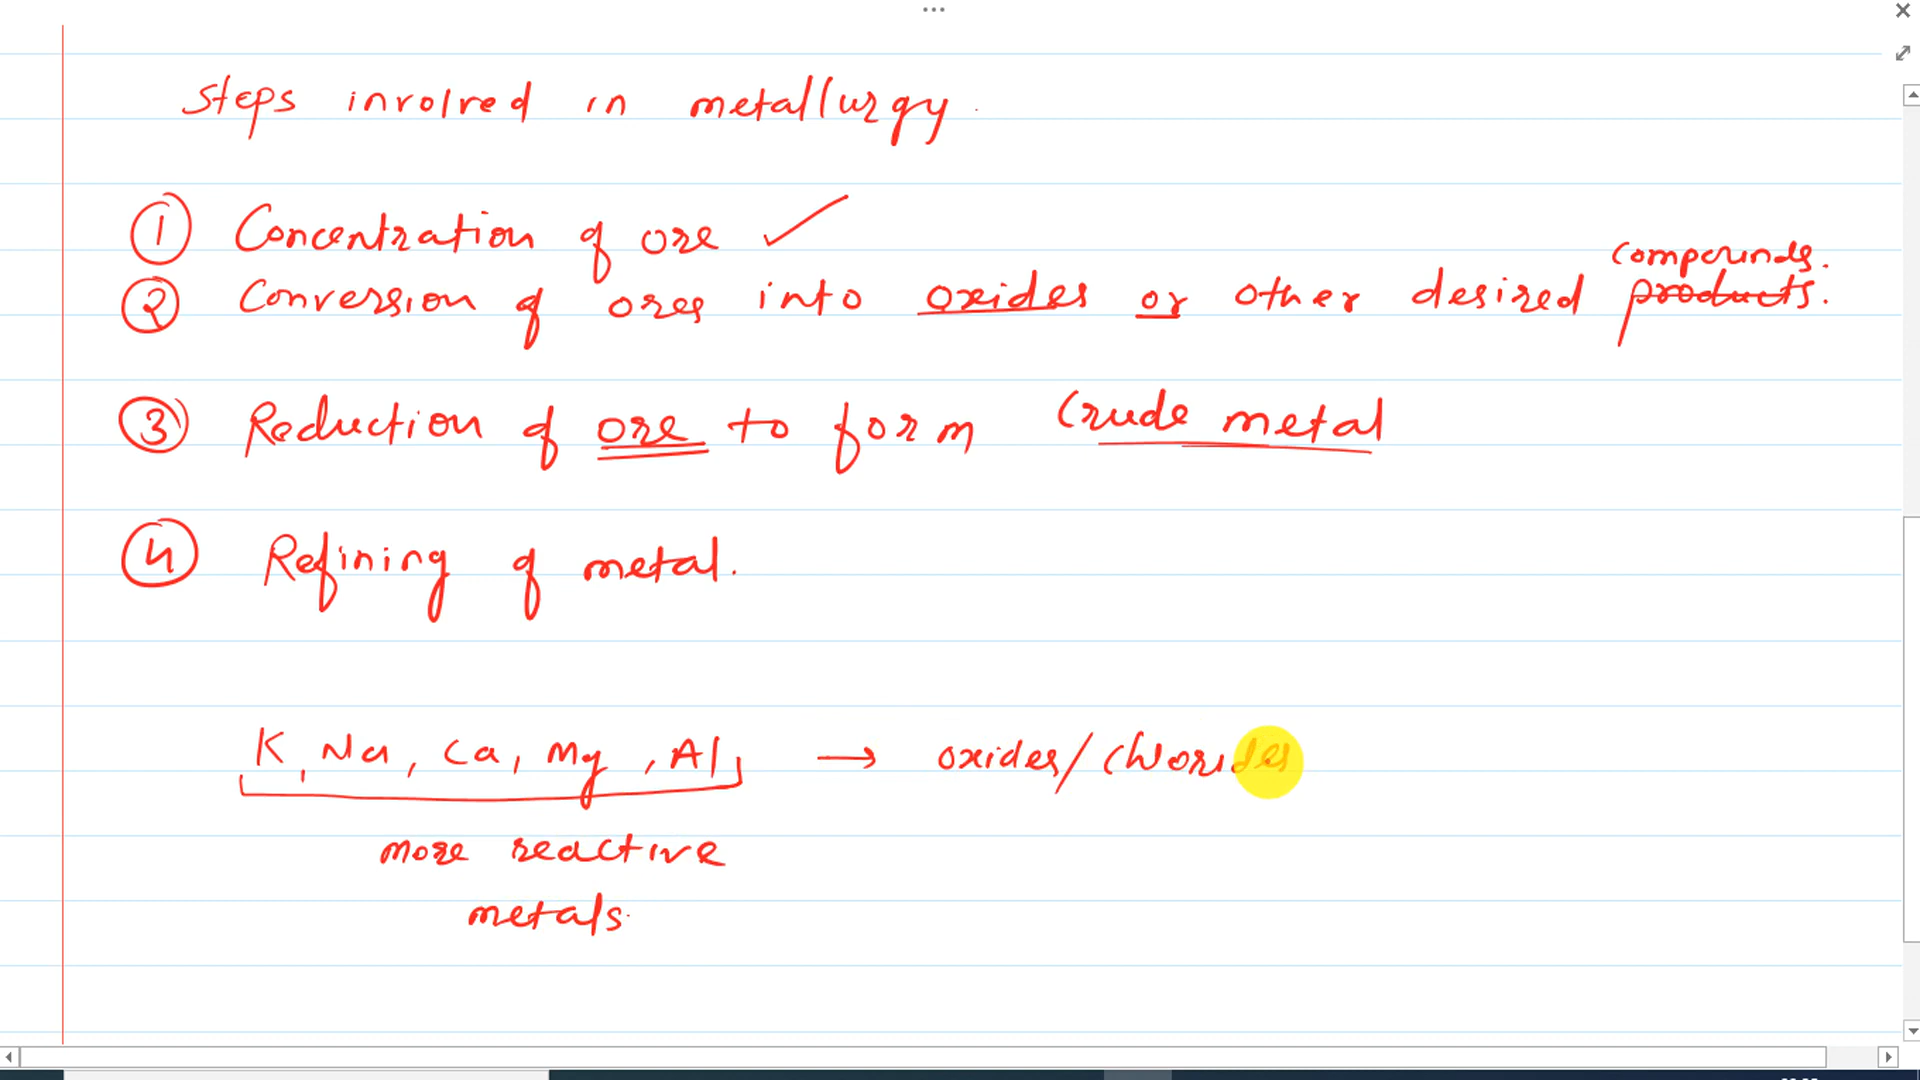 Steps involved in metallurgy.
① Concentration of ore ✓
compounds.
② Conversion of ores into oxides or other desired products.
③ Reduction of ore to form Crude metal
④ Refining of metal.
K, Na, Ca, Mg, Al, → oxides/chlorides
more reactive
metals.